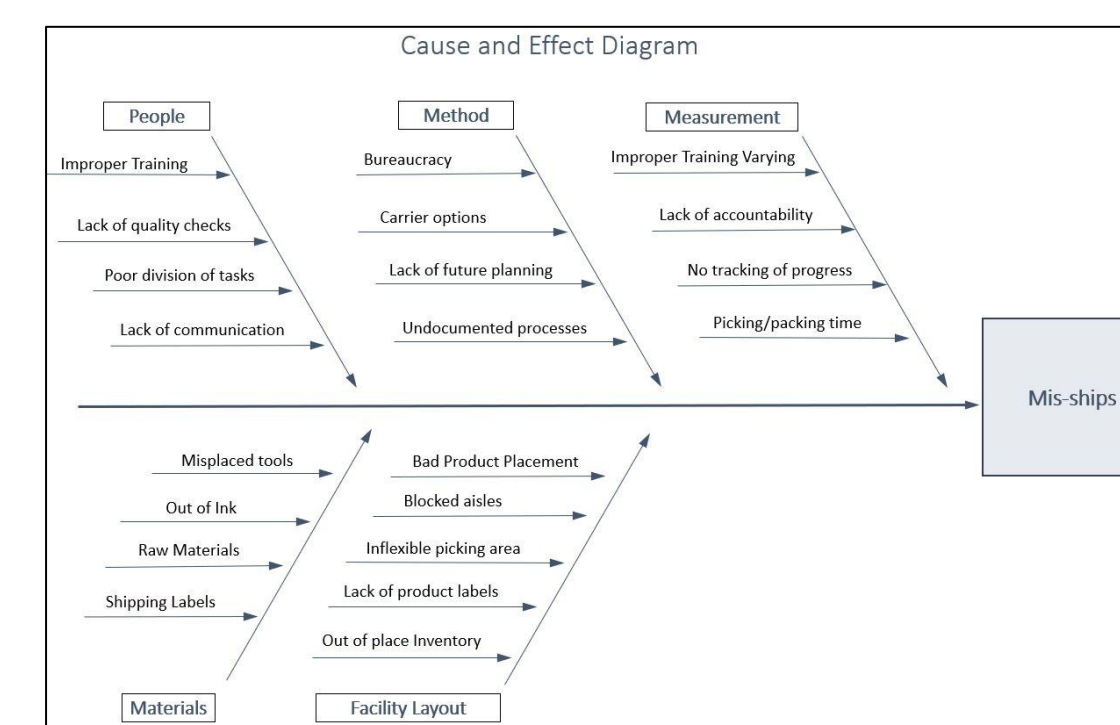 Cause and Effect Diagram
People
Method
Measurement
Improper Training
Bureaucracy
Improper Training Varying
Lack of quality checks
Carrier options
Lack of accountability
Poor division of tasks
Lack of future planning
No tracking of progress
Lack of communication
Undocumented processes
Picking/packing time
Mis-ships
Misplaced tools
Bad Product Placement
Out of Ink
Blocked aisles
Raw Materials
Inflexible picking area
Shipping Labels
Lack of product labels
Out of place Inventory
Materials
Facility Layout